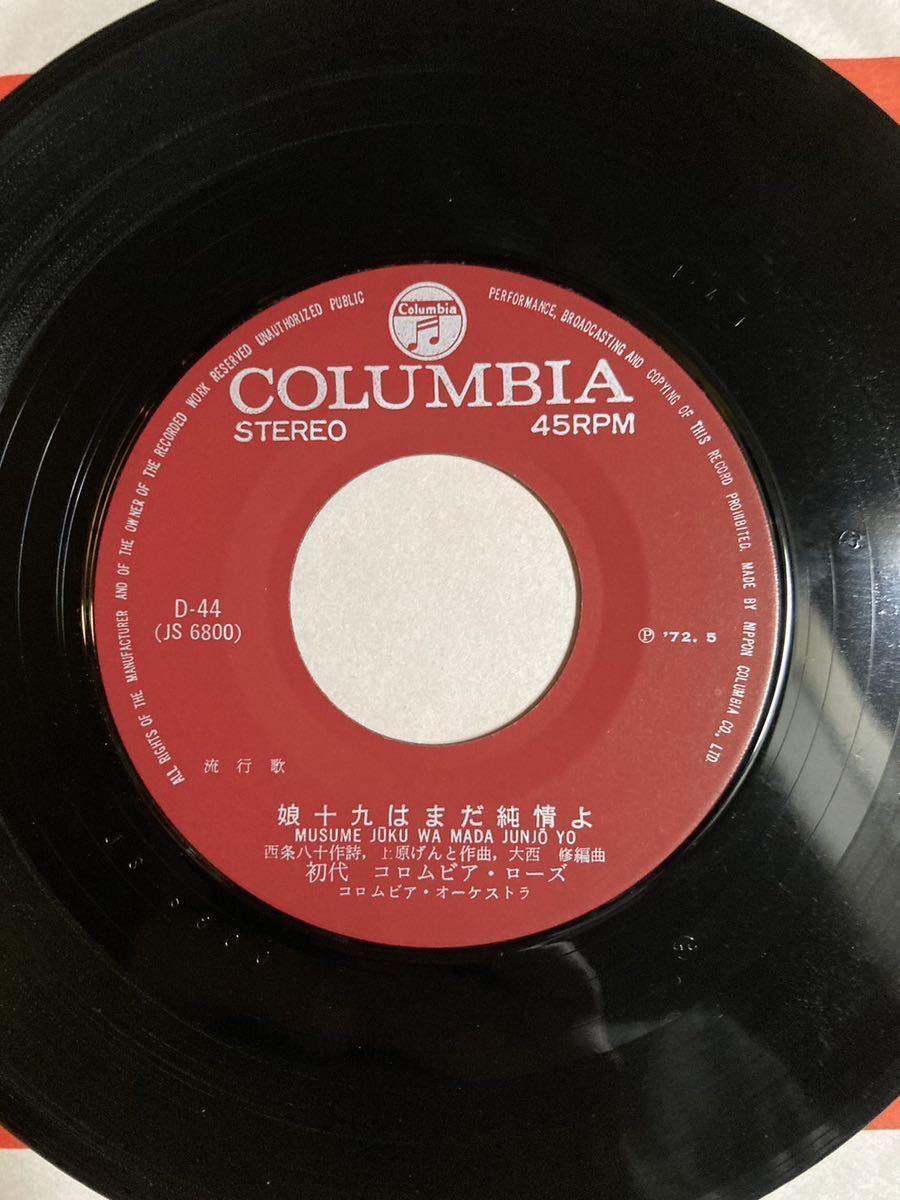 Columbia
COLUMBIA
STEREO 45RPM
ALL RIGHTS OF THE MANUFACTURER AND OF THE OWNER OF THE RECORDED WORK RESERVED UNAUTHORIZED PUBLIC PERFORMANCE, BROADCASTING AND COPYING OF THIS RECORD PROHIBITED. MADE BY NIPPON COLUMBIA CO., LTD.
D-44
(JS 6800)
Ⓟ '72. 5
流行歌
娘十九はまだ純情よ
MUSUME JŪKU WA MADA JUNJŌ YO
西条八十作詩, 上原げんと作曲, 大西 修編曲
初代 コロムビア・ローズ
コロムビア・オーケストラ